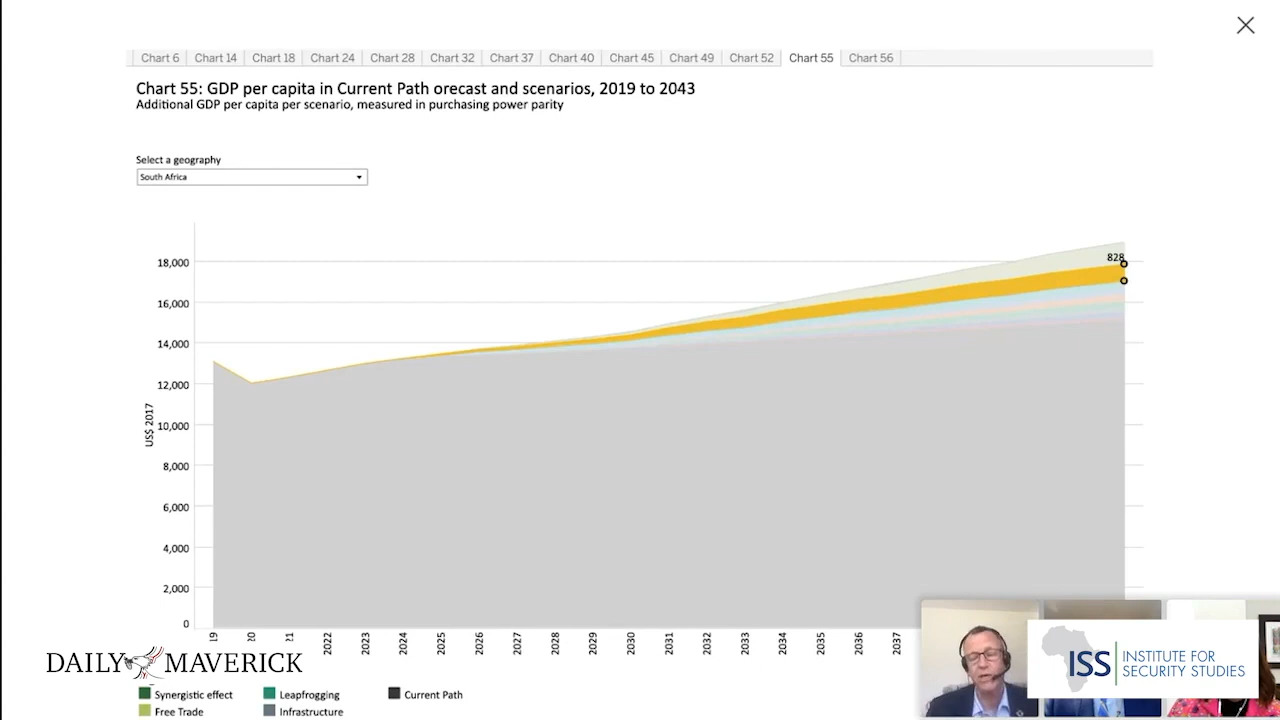 Chart 6 Chart 14 Chart 18 Chart 24 Chart 28 Chart 32 Chart 37 Chart 40 Chart 45 Chart 49 Chart 52 Chart 55 Chart 56
Chart 55: GDP per capita in Current Path orecast and scenarios, 2019 to 2043
Additional GDP per capita per scenario, measured in purchasing power parity
Select a geography
South Africa
828
18,000
16,000
14,000
12,000
10,000
8,000
6,000
4,000
2,000
0
US$ 2017
2022 2023 2024 2025 2026 2027 2028 2029 2030 2031 2032 2033 2034 2035 2036 2037
DAILY MAVERICK
Synergistic effect Leapfrogging Current Path
Free Trade Infrastructure
ISS INSTITUTE FOR
SECURITY STUDIES